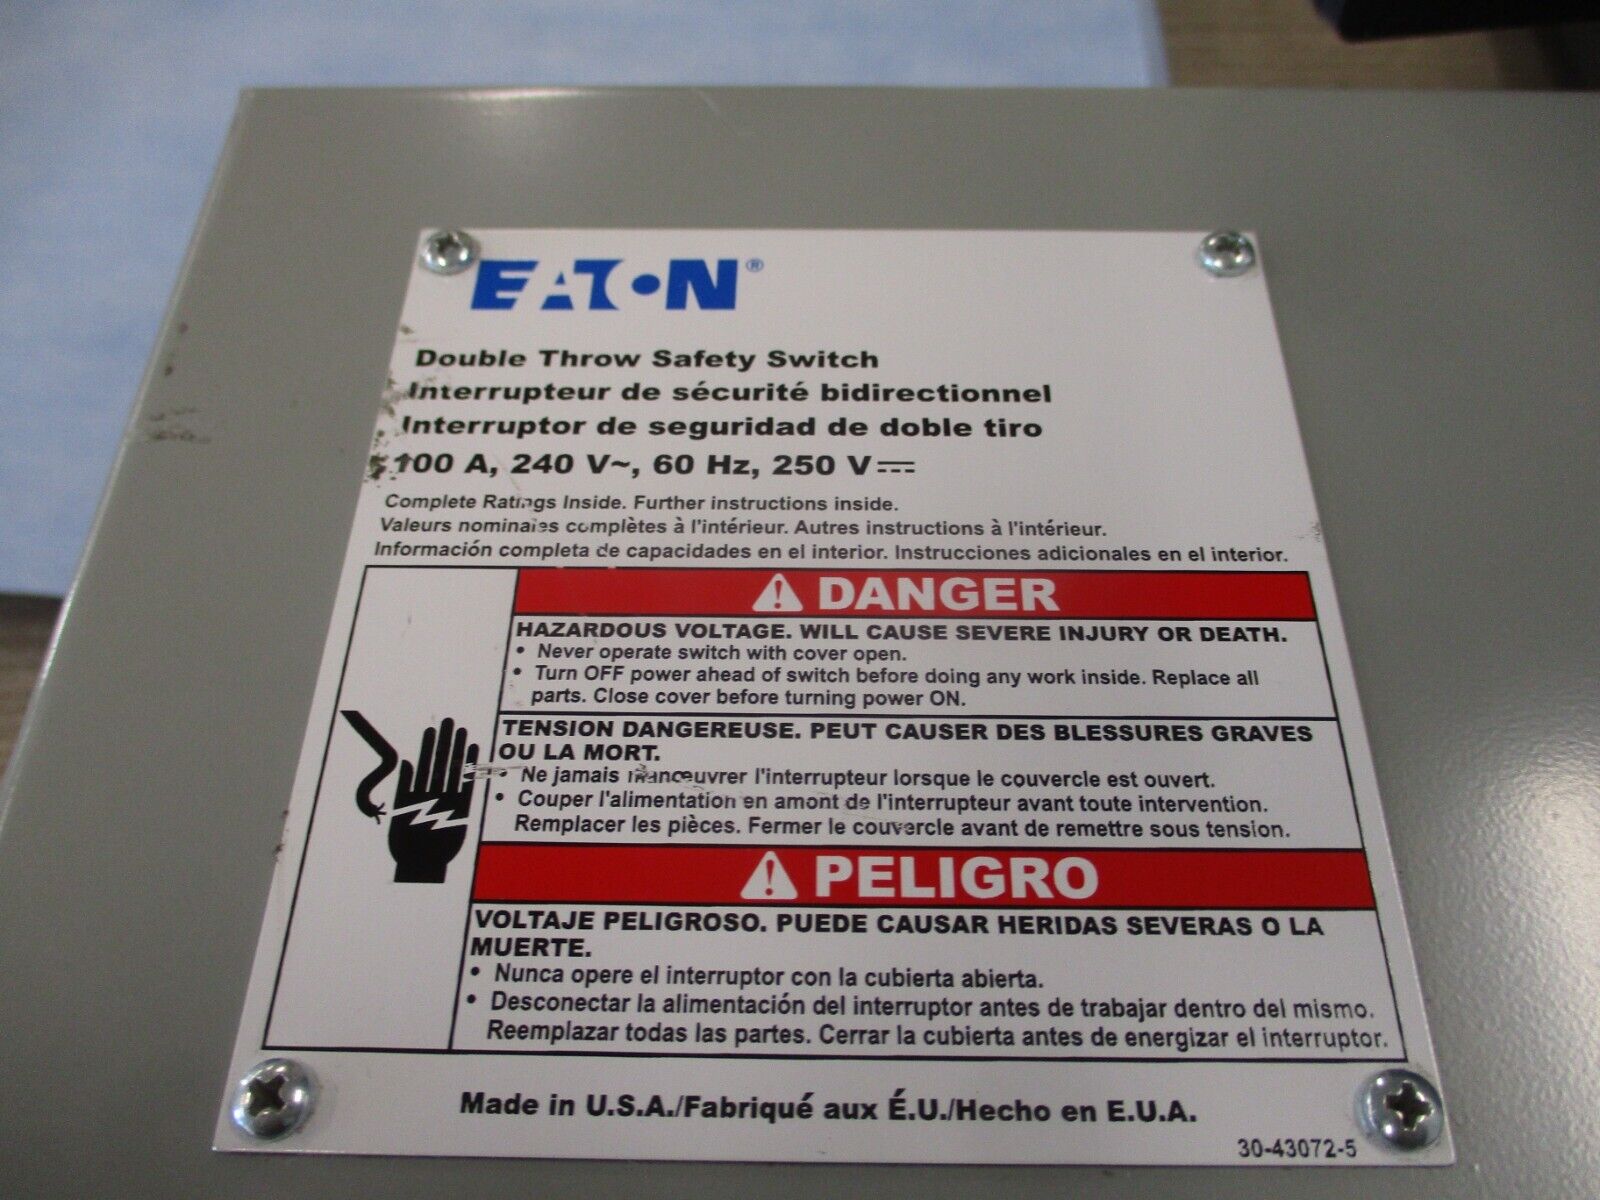 EATON®
Double Throw Safety Switch
Interrupteur de sécurité bidirectionnel
Interruptor de seguridad de doble tiro
100 A, 240 V~, 60 Hz, 250 V⎓
Complete Ratings Inside. Further instructions inside.
Valeurs nominales complètes à l'intérieur. Autres instructions à l'intérieur.
Información completa de capacidades en el interior. Instrucciones adicionales en el interior.
⚠ DANGER
HAZARDOUS VOLTAGE. WILL CAUSE SEVERE INJURY OR DEATH.
• Never operate switch with cover open.
• Turn OFF power ahead of switch before doing any work inside. Replace all
parts. Close cover before turning power ON.
TENSION DANGEREUSE. PEUT CAUSER DES BLESSURES GRAVES
OU LA MORT.
• Ne jamais manœuvrer l'interrupteur lorsque le couvercle est ouvert.
• Couper l'alimentation en amont de l'interrupteur avant toute intervention.
Remplacer les pièces. Fermer le couvercle avant de remettre sous tension.
⚠ PELIGRO
VOLTAJE PELIGROSO. PUEDE CAUSAR HERIDAS SEVERAS O LA
MUERTE.
• Nunca opere el interruptor con la cubierta abierta.
• Desconectar la alimentación del interruptor antes de trabajar dentro del mismo.
Reemplazar todas las partes. Cerrar la cubierta antes de energizar el interruptor.
Made in U.S.A./Fabriqué aux É.U./Hecho en E.U.A.
30-43072-5